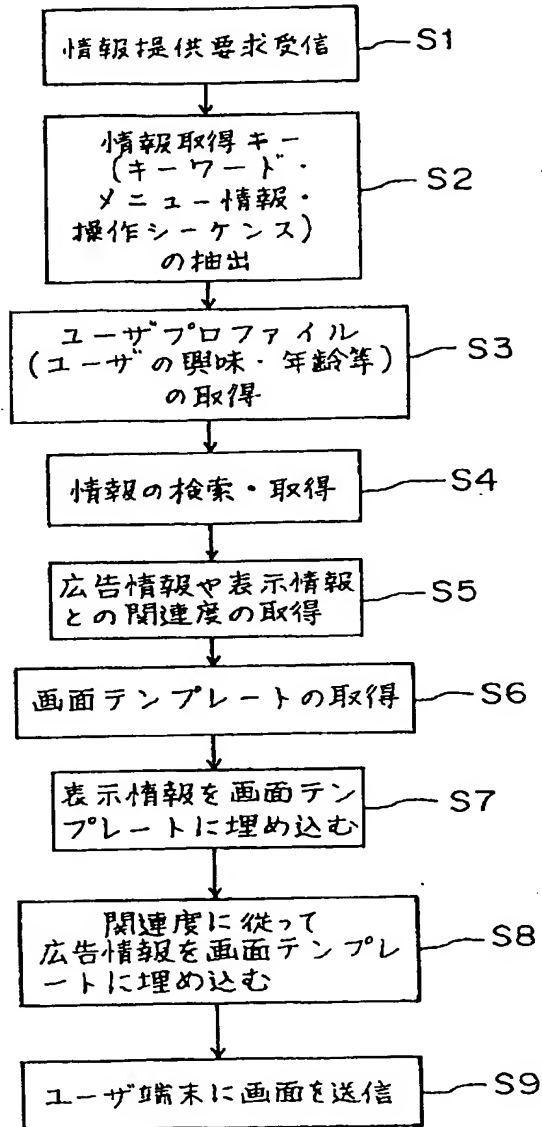 情報提供要求受信
S1
情報取得キー
(キーワード・
メニュー情報・
操作シーケンス)
の抽出
S2
ユーザプロファイル
(ユーザの興味・年齢等)
の取得
S3
情報の検索・取得
S4
広告情報や表示情報
との関連度の取得
S5
画面テンプレートの取得
S6
表示情報を画面テン
プレートに埋め込む
S7
関連度に従って
広告情報を画面テンプレ
ートに埋め込む
S8
ユーザ端末に画面を送信
S9